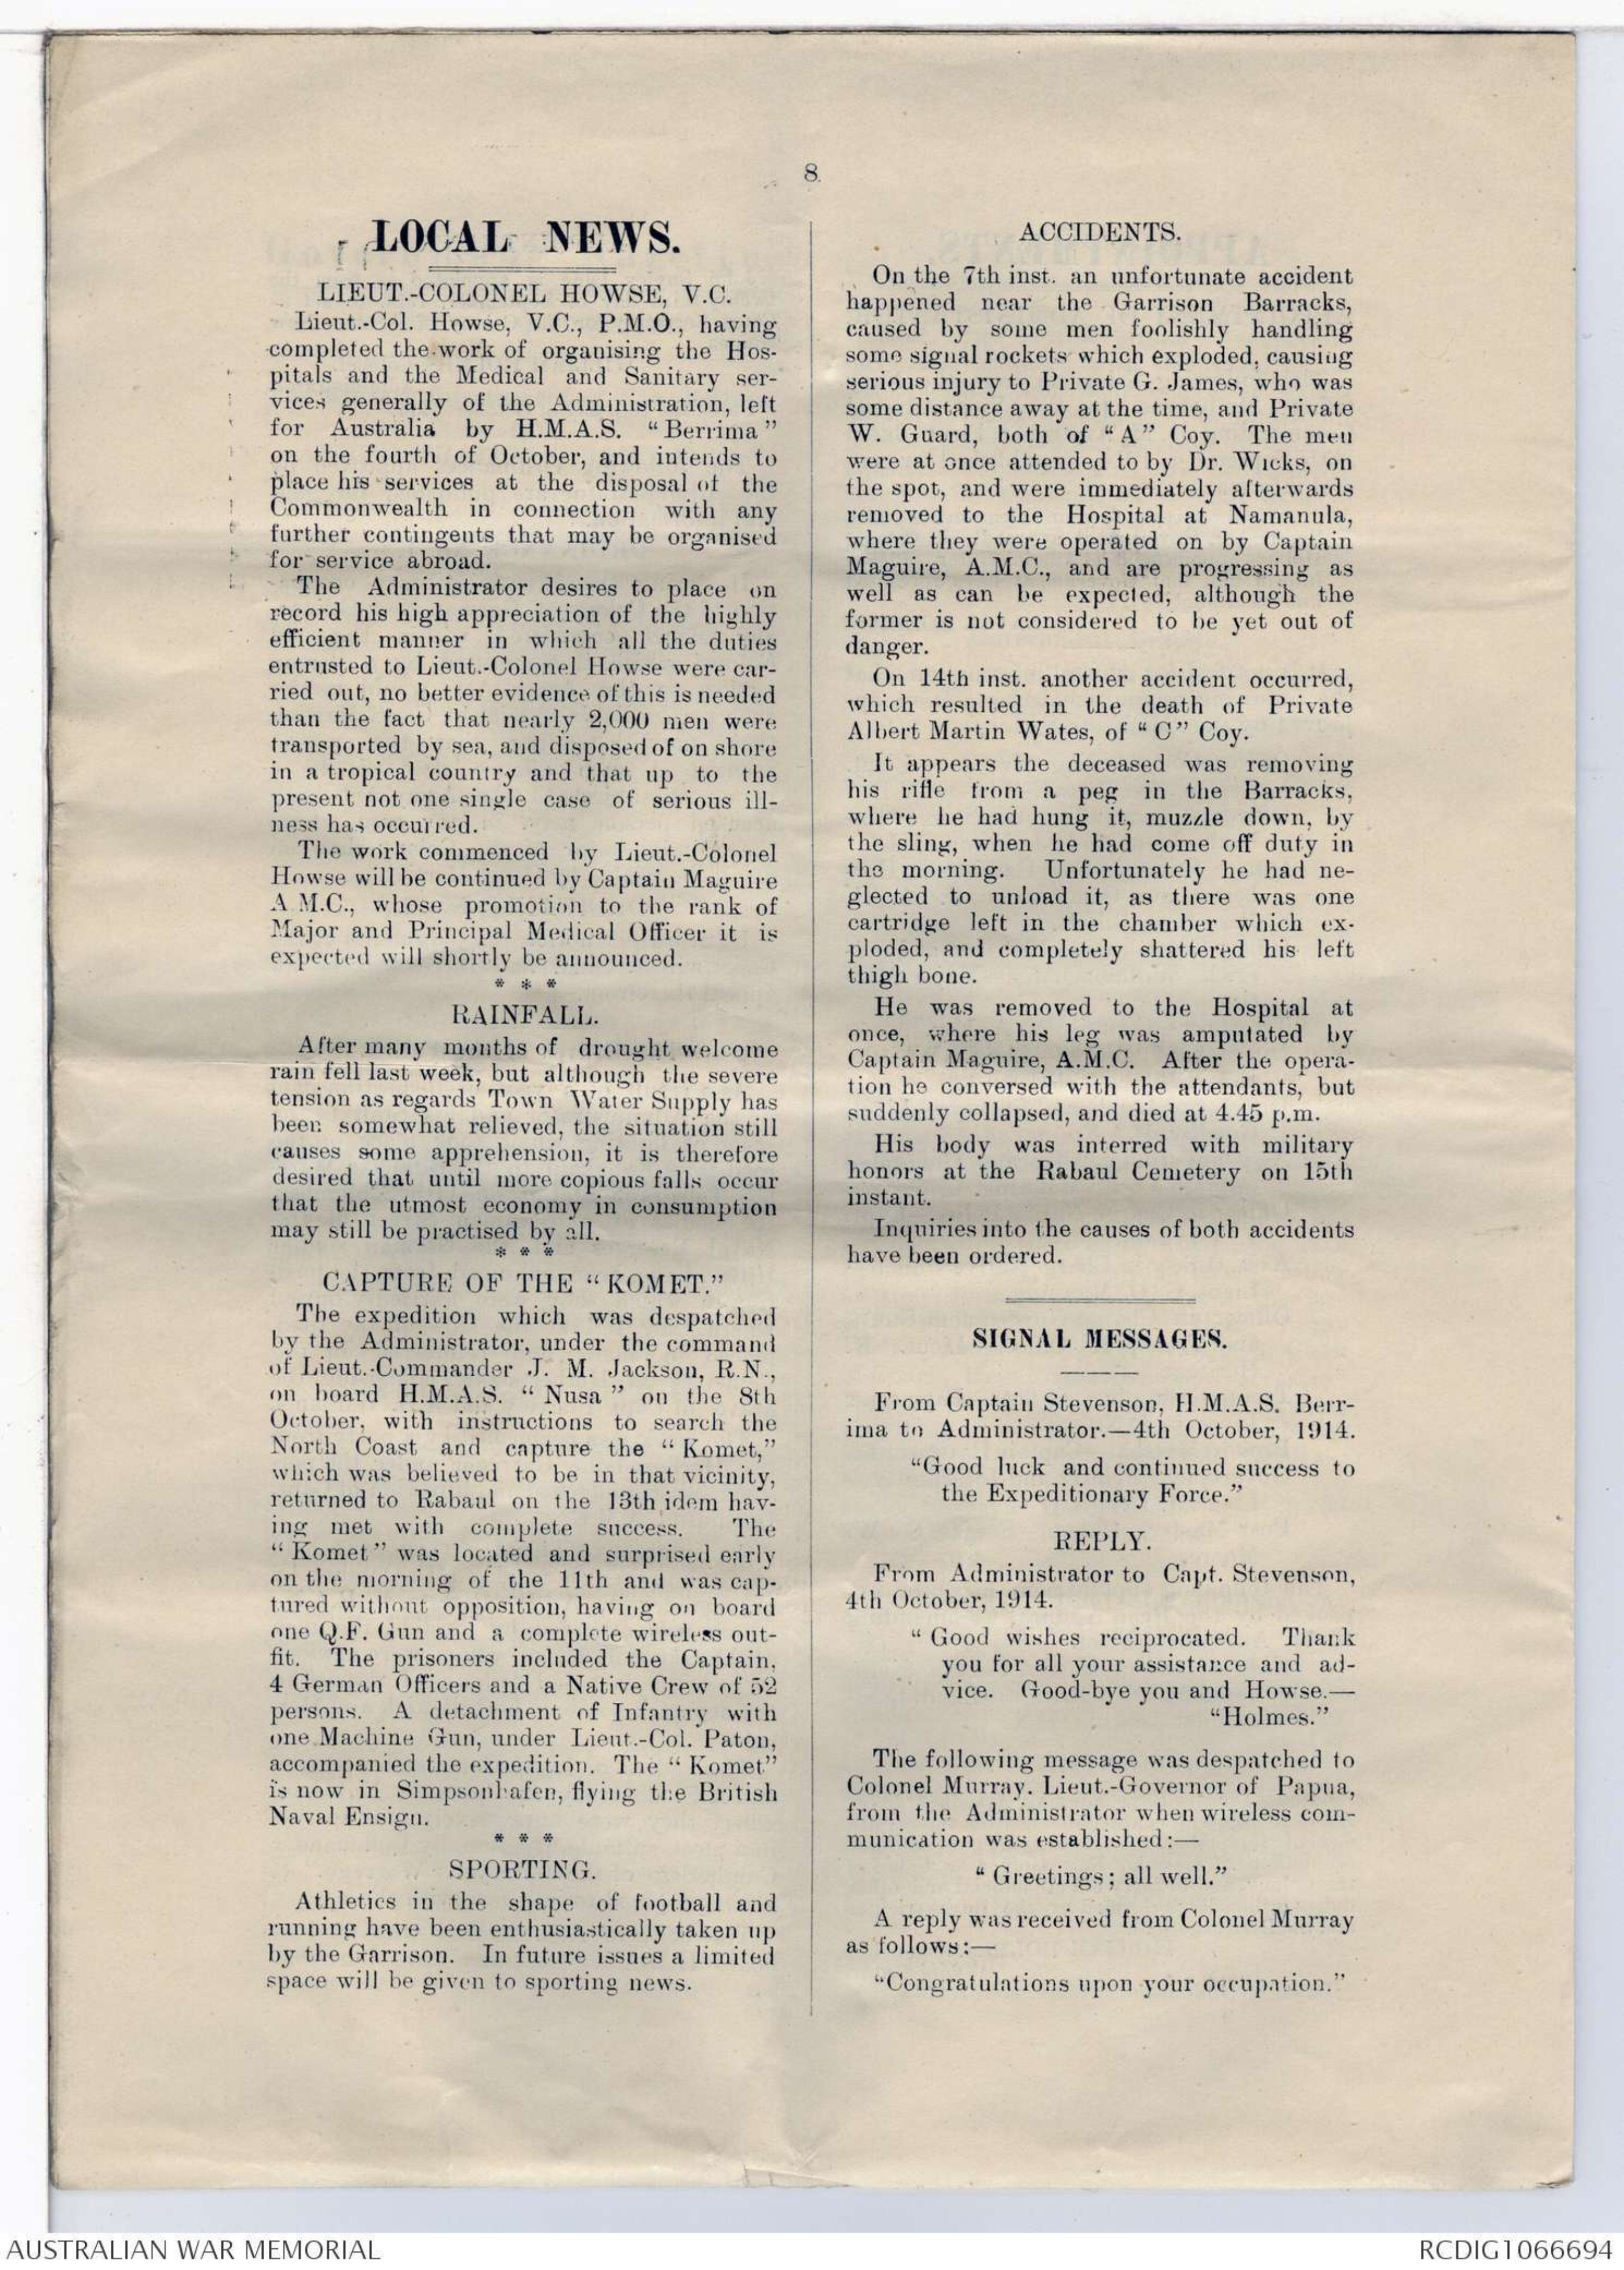 8.
LOCAL NEWS.
LIEUT.-COLONEL HOWSE, V.C.
Lieut.-Col. Howse, V.C., P.M.O., having
completed the work of organising the Hos-
pitals and the Medical and Sanitary ser-
vices generally of the Administration, left
for Australia by H.M.A.S. "Berrima"
on the fourth of October, and intends to
place his services at the disposal of the
Commonwealth in connection with any
further contingents that may be organised
for service abroad.
The Administrator desires to place on
record his high appreciation of the highly
efficient manner in which all the duties
entrusted to Lieut.-Colonel Howse were car-
ried out, no better evidence of this is needed
than the fact that nearly 2,000 men were
transported by sea, and disposed of on shore
in a tropical country and that up to the
present not one single case of serious ill-
ness has occurred.
The work commenced by Lieut.-Colonel
Howse will be continued by Captain Maguire
A.M.C., whose promotion to the rank of
Major and Principal Medical Officer it is
expected will shortly be announced.
* * *
RAINFALL.
After many months of drought welcome
rain fell last week, but although the severe
tension as regards Town Water Supply has
been somewhat relieved, the situation still
causes some apprehension, it is therefore
desired that until more copious falls occur
that the utmost economy in consumption
may still be practised by all.
* * *
CAPTURE OF THE "KOMET."
The expedition which was despatched
by the Administrator, under the command
of Lieut.-Commander J. M. Jackson, R.N.,
on board H.M.A.S. "Nusa" on the 8th
October, with instructions to search the
North Coast and capture the "Komet,"
which was believed to be in that vicinity,
returned to Rabaul on the 13th idem hav-
ing met with complete success. The
"Komet" was located and surprised early
on the morning of the 11th and was cap-
tured without opposition, having on board
one Q.F. Gun and a complete wireless out-
fit. The prisoners included the Captain,
4 German Officers and a Native Crew of 52
persons. A detachment of Infantry with
one Machine Gun, under Lieut.-Col. Paton,
accompanied the expedition. The "Komet"
is now in Simpsonhafen, flying the British
Naval Ensign.
* * *
SPORTING.
Athletics in the shape of football and
running have been enthusiastically taken up
by the Garrison. In future issues a limited
space will be given to sporting news.
ACCIDENTS.
On the 7th inst. an unfortunate accident
happened near the Garrison Barracks,
caused by some men foolishly handling
some signal rockets which exploded, causing
serious injury to Private G. James, who was
some distance away at the time, and Private
W. Guard, both of "A" Coy. The men
were at once attended to by Dr. Wicks, on
the spot, and were immediately afterwards
removed to the Hospital at Namanula,
where they were operated on by Captain
Maguire, A.M.C., and are progressing as
well as can be expected, although the
former is not considered to be yet out of
danger.
On 14th inst. another accident occurred,
which resulted in the death of Private
Albert Martin Wates, of "C" Coy.
It appears the deceased was removing
his rifle from a peg in the Barracks,
where he had hung it, muzzle down, by
the sling, when he had come off duty in
the morning. Unfortunately he had ne-
glected to unload it, as there was one
cartridge left in the chamber which ex-
ploded, and completely shattered his left
thigh bone.
He was removed to the Hospital at
once, where his leg was amputated by
Captain Maguire, A.M.C. After the opera-
tion he conversed with the attendants, but
suddenly collapsed, and died at 4.45 p.m.
His body was interred with military
honors at the Rabaul Cemetery on 15th
instant.
Inquiries into the causes of both accidents
have been ordered.
SIGNAL MESSAGES.
From Captain Stevenson, H.M.A.S. Berr-
ima to Administrator.—4th October, 1914.
"Good luck and continued success to
the Expeditionary Force."
REPLY.
From Administrator to Capt. Stevenson,
4th October, 1914.
"Good wishes reciprocated. Thank
you for all your assistance and ad-
vice. Good-bye you and Howse.—
"Holmes."
The following message was despatched to
Colonel Murray. Lieut.-Governor of Papua,
from the Administrator when wireless com-
munication was established:—
"Greetings; all well."
A reply was received from Colonel Murray
as follows:—
"Congratulations upon your occupation."
AUSTRALIAN WAR MEMORIAL
RCDIG1066694